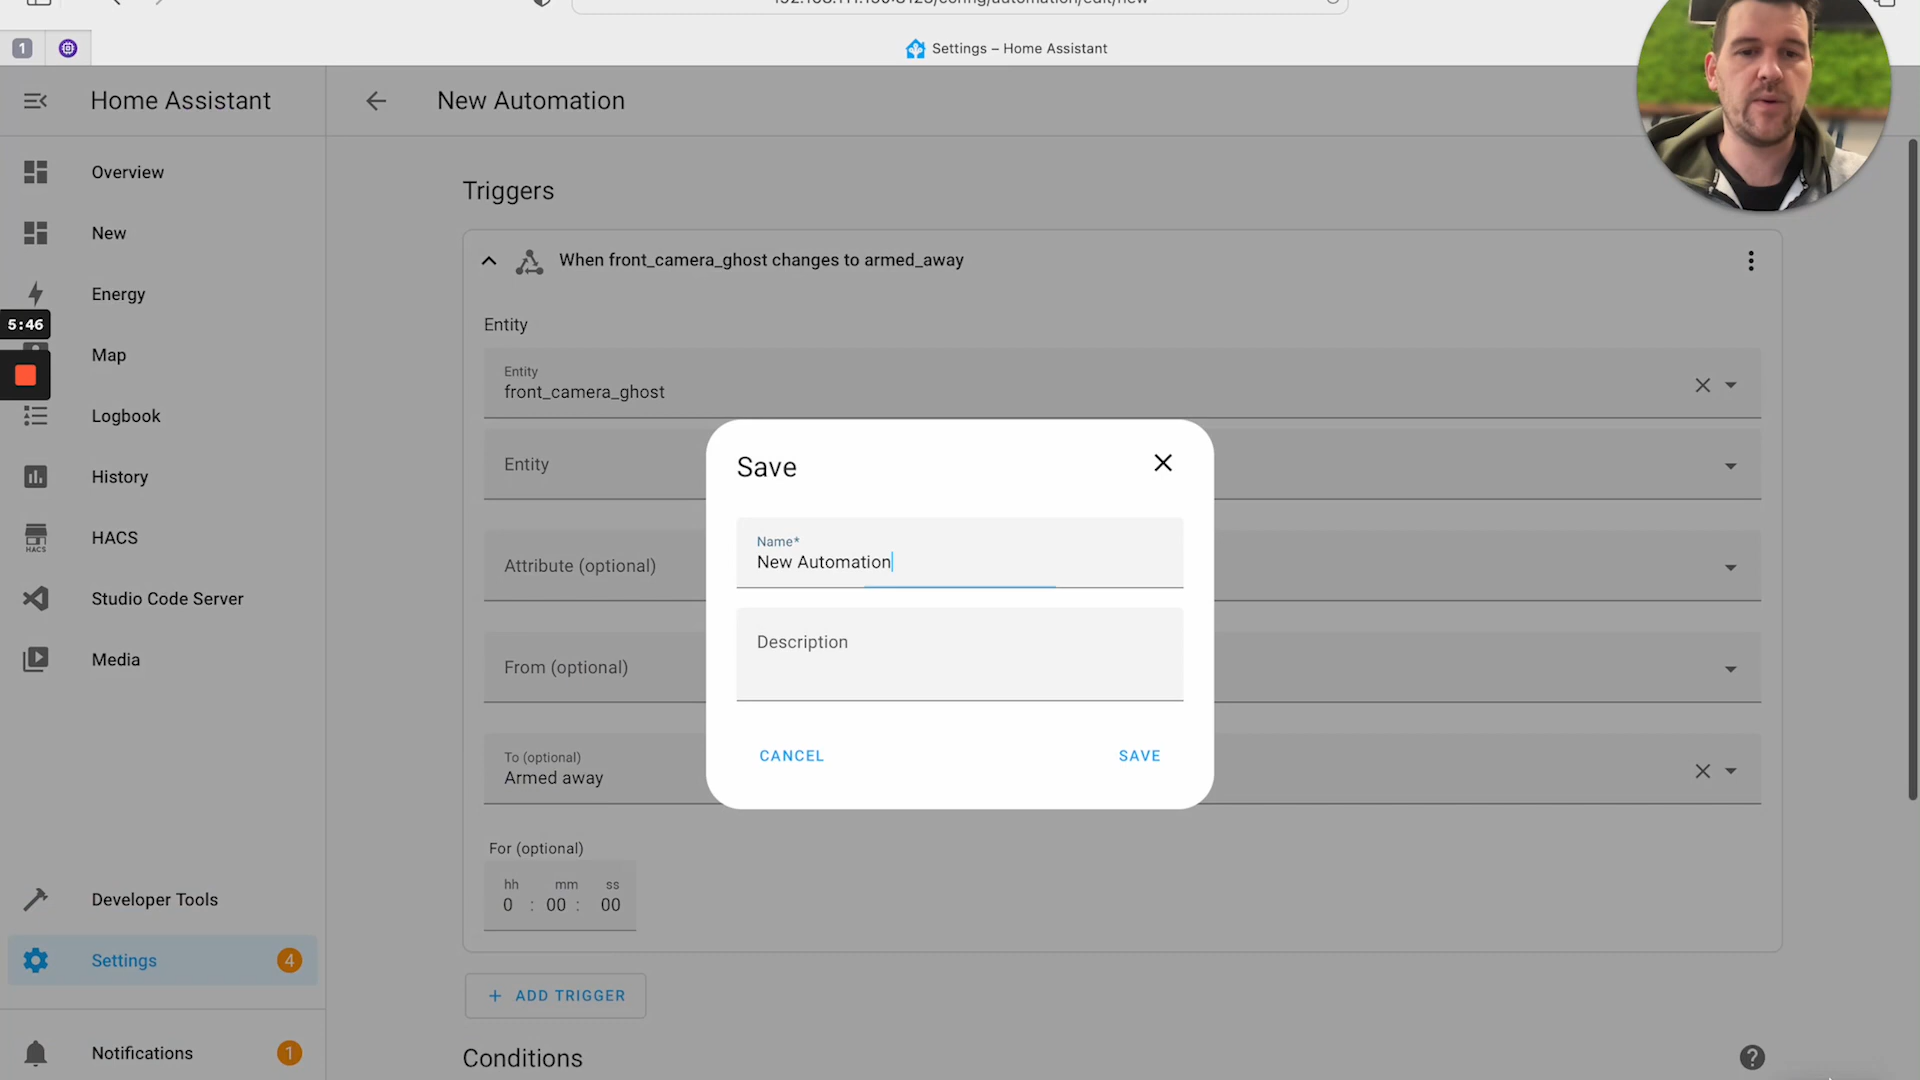 1
Settings – Home Assistant
Home Assistant
New Automation
Overview
Triggers
New
When front_camera_ghost changes to armed_away
Energy
5:46
Entity
Map
Entity
front_camera_ghost
Logbook
Entity
Save
History
Name*
New Automation
HACS
HACS
Attribute (optional)
Studio Code Server
Description
Media
From (optional)
CANCEL
SAVE
To (optional)
Armed away
For (optional)
hh mm ss
0 : 00 : 00
Developer Tools
Settings
4
+ ADD TRIGGER
Notifications
1
Conditions
?